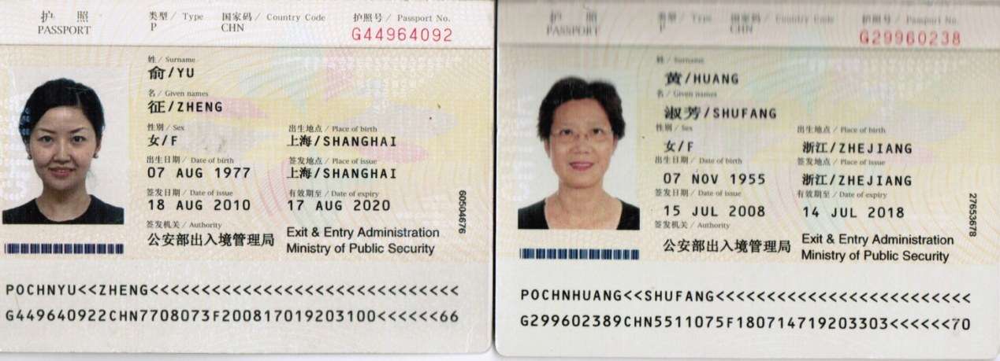 护 照
PASSPORT
类型 / Type
P
国家码 / Country Code
CHN
护照号 / Passport No.
G44964092
姓 / Surname
俞/YU
名 / Given names
征/ZHENG
性别 / Sex
女/F
出生地点 / Place of birth
上海/SHANGHAI
出生日期 / Date of birth
07 AUG 1977
签发地点 / Place of issue
上海/SHANGHAI
签发日期 / Date of issue
18 AUG 2010
有效期至 / Date of expiry
17 AUG 2020
签发机关 / Authority
公安部出入境管理局
Exit & Entry Administration
Ministry of Public Security
60504676
POCHNYU<<ZHENG<<<<<<<<<<<<<<<<<<<<<<<<<<<<<<
G449640922CHN7708073F200817019203100<<<<<<66
护 照
PASSPORT
类型 / Type
P
国家码 / Country Code
CHN
护照号 / Passport No.
G29960238
姓 / Surname
黄/HUANG
名 / Given names
淑芳/SHUFANG
性别 / Sex
女/F
出生地点 / Place of birth
浙江/ZHEJIANG
出生日期 / Date of birth
07 NOV 1955
签发地点 / Place of issue
浙江/ZHEJIANG
签发日期 / Date of issue
15 JUL 2008
有效期至 / Date of expiry
14 JUL 2018
签发机关 / Authority
公安部出入境管理局
Exit & Entry Administration
Ministry of Public Security
27653678
POCHNHUANG<<SHUFANG<<<<<<<<<<<<<<<<<<<<<<<<<
G299602389CHN5511075F180714719203303<<<<<<70